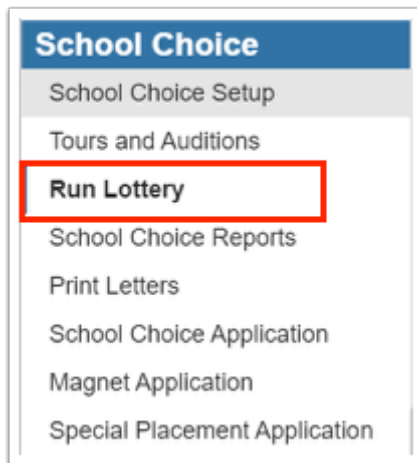 School Choice
School Choice Setup
Tours and Auditions
Run Lottery
School Choice Reports
Print Letters
School Choice Application
Magnet Application
Special Placement Application